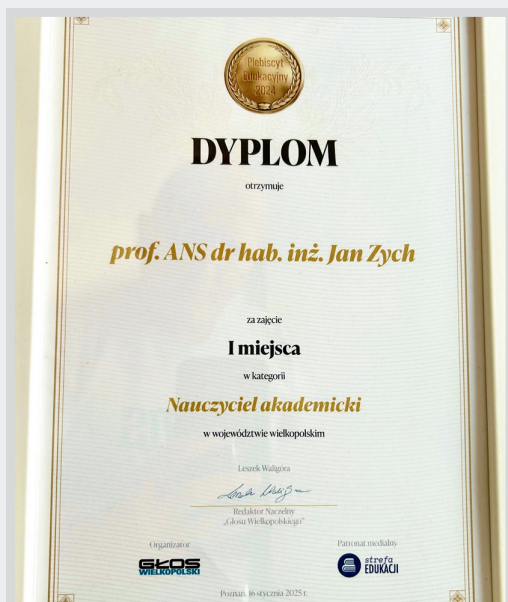 Plebiscyt
Edukacyjny
2024
DYPLOM
otrzymuje
prof. ANS dr hab. inż. Jan Zych
za zajęcie
I miejsca
w kategorii
Nauczyciel akademicki
w województwie wielkopolskim
Leszek Waligóra
Redaktor Naczelny
„Głosu Wielkopolskiego”
Organizator
GŁOS
WIELKOPOLSKI
Patronat medialny
strefa
EDUKACJI
Poznań, 16 stycznia 2025 r.